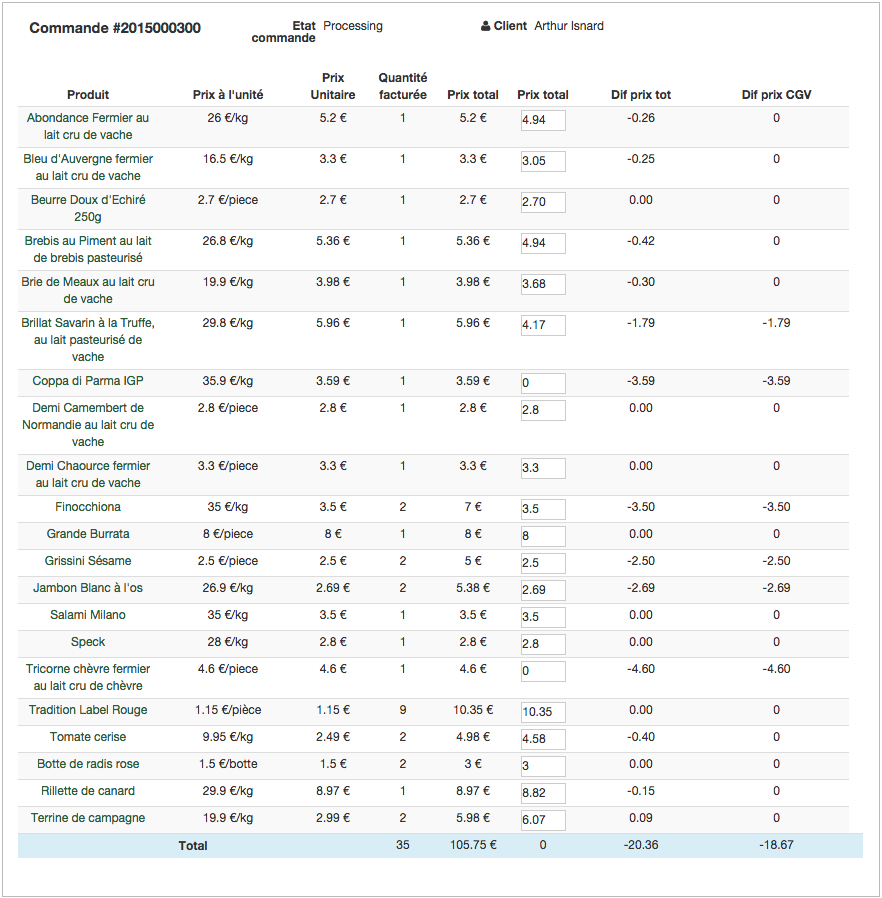 Commande #2015000300
Etat commande Processing
Client Arthur Isnard
Produit Prix à l'unité Prix Unitaire Quantité facturée Prix total Prix total Dif prix tot Dif prix CGV
Abondance Fermier au lait cru de vache 26 €/kg 5.2 € 1 5.2 € 4.94 -0.26 0
Bleu d'Auvergne fermier au lait cru de vache 16.5 €/kg 3.3 € 1 3.3 € 3.05 -0.25 0
Beurre Doux d'Echiré 250g 2.7 €/piece 2.7 € 1 2.7 € 2.70 0.00 0
Brebis au Piment au lait de brebis pasteurisé 26.8 €/kg 5.36 € 1 5.36 € 4.94 -0.42 0
Brie de Meaux au lait cru de vache 19.9 €/kg 3.98 € 1 3.98 € 3.68 -0.30 0
Brillat Savarin à la Truffe, au lait pasteurisé de vache 29.8 €/kg 5.96 € 1 5.96 € 4.17 -1.79 -1.79
Coppa di Parma IGP 35.9 €/kg 3.59 € 1 3.59 € 0 -3.59 -3.59
Demi Camembert de Normandie au lait cru de vache 2.8 €/piece 2.8 € 1 2.8 € 2.8 0.00 0
Demi Chaource fermier au lait cru de vache 3.3 €/piece 3.3 € 1 3.3 € 3.3 0.00 0
Finocchiona 35 €/kg 3.5 € 2 7 € 3.5 -3.50 -3.50
Grande Burrata 8 €/piece 8 € 1 8 € 8 0.00 0
Grissini Sésame 2.5 €/piece 2.5 € 2 5 € 2.5 -2.50 -2.50
Jambon Blanc à l'os 26.9 €/kg 2.69 € 2 5.38 € 2.69 -2.69 -2.69
Salami Milano 35 €/kg 3.5 € 1 3.5 € 3.5 0.00 0
Speck 28 €/kg 2.8 € 1 2.8 € 2.8 0.00 0
Tricorne chèvre fermier au lait cru de chèvre 4.6 €/piece 4.6 € 1 4.6 € 0 -4.60 -4.60
Tradition Label Rouge 1.15 €/pièce 1.15 € 9 10.35 € 10.35 0.00 0
Tomate cerise 9.95 €/kg 2.49 € 2 4.98 € 4.58 -0.40 0
Botte de radis rose 1.5 €/botte 1.5 € 2 3 € 3 0.00 0
Rillette de canard 29.9 €/kg 8.97 € 1 8.97 € 8.82 -0.15 0
Terrine de campagne 19.9 €/kg 2.99 € 2 5.98 € 6.07 0.09 0
Total 35 105.75 € 0 -20.36 -18.67